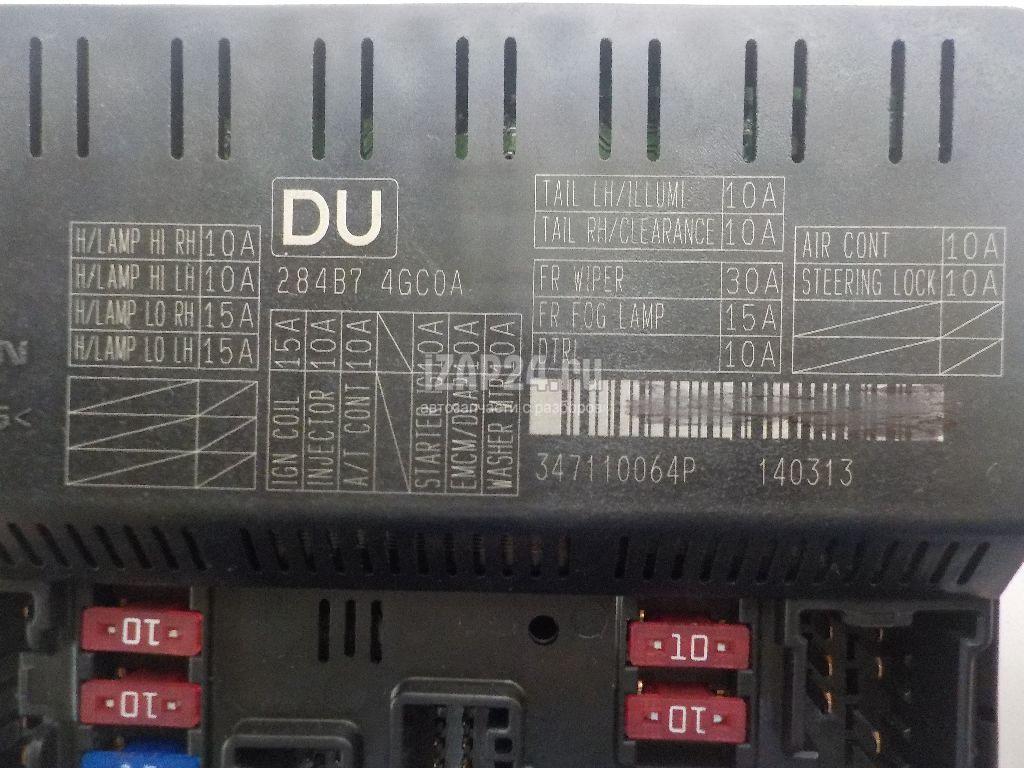 DU
284B7 4GC0A
H/LAMP HI RH 10A
H/LAMP HI LH 10A
H/LAMP LO RH 15A
H/LAMP LO LH 15A
IGN COIL 15A
INJECTOR 10A
A/T CONT 10A
STARTER
EMCM/DA
WASHER
TAIL LH/ILLUMI 10A
TAIL RH/CLEARANCE 10A
FR WIPER 30A
FR FOG LAMP 15A
DTRL 10A
AIR CONT 10A
STEERING LOCK 10A
iZAP24.ru
автозапчасти с разборов
347110064P 140313
10
10
10
10